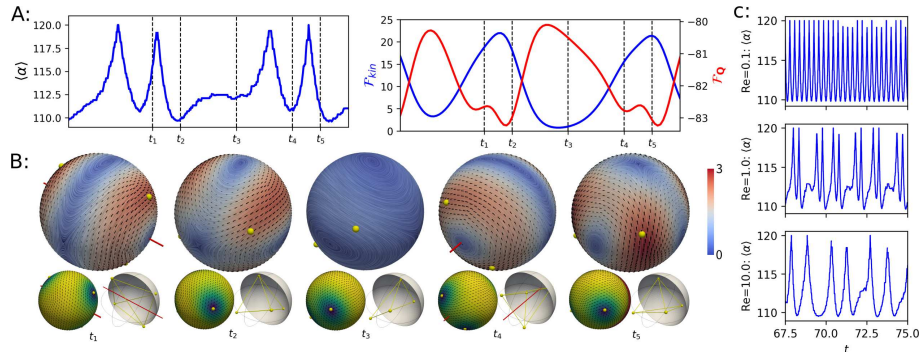 A:
120.0
117.5
115.0
112.5
110.0
⟨α⟩
t1 t2 t3 t4 t5
25
20
15
10
5
0
ℱkin
−80
−81
−82
−83
ℱQ
t1 t2 t3 t4 t5
B:
3
0
t1 t2 t3 t4 t5
C:
120
115
110
Re=0.1: ⟨α⟩
120
115
110
Re=1.0: ⟨α⟩
120
115
110
Re=10.0: ⟨α⟩
67.5 70.0 72.5 75.0
t